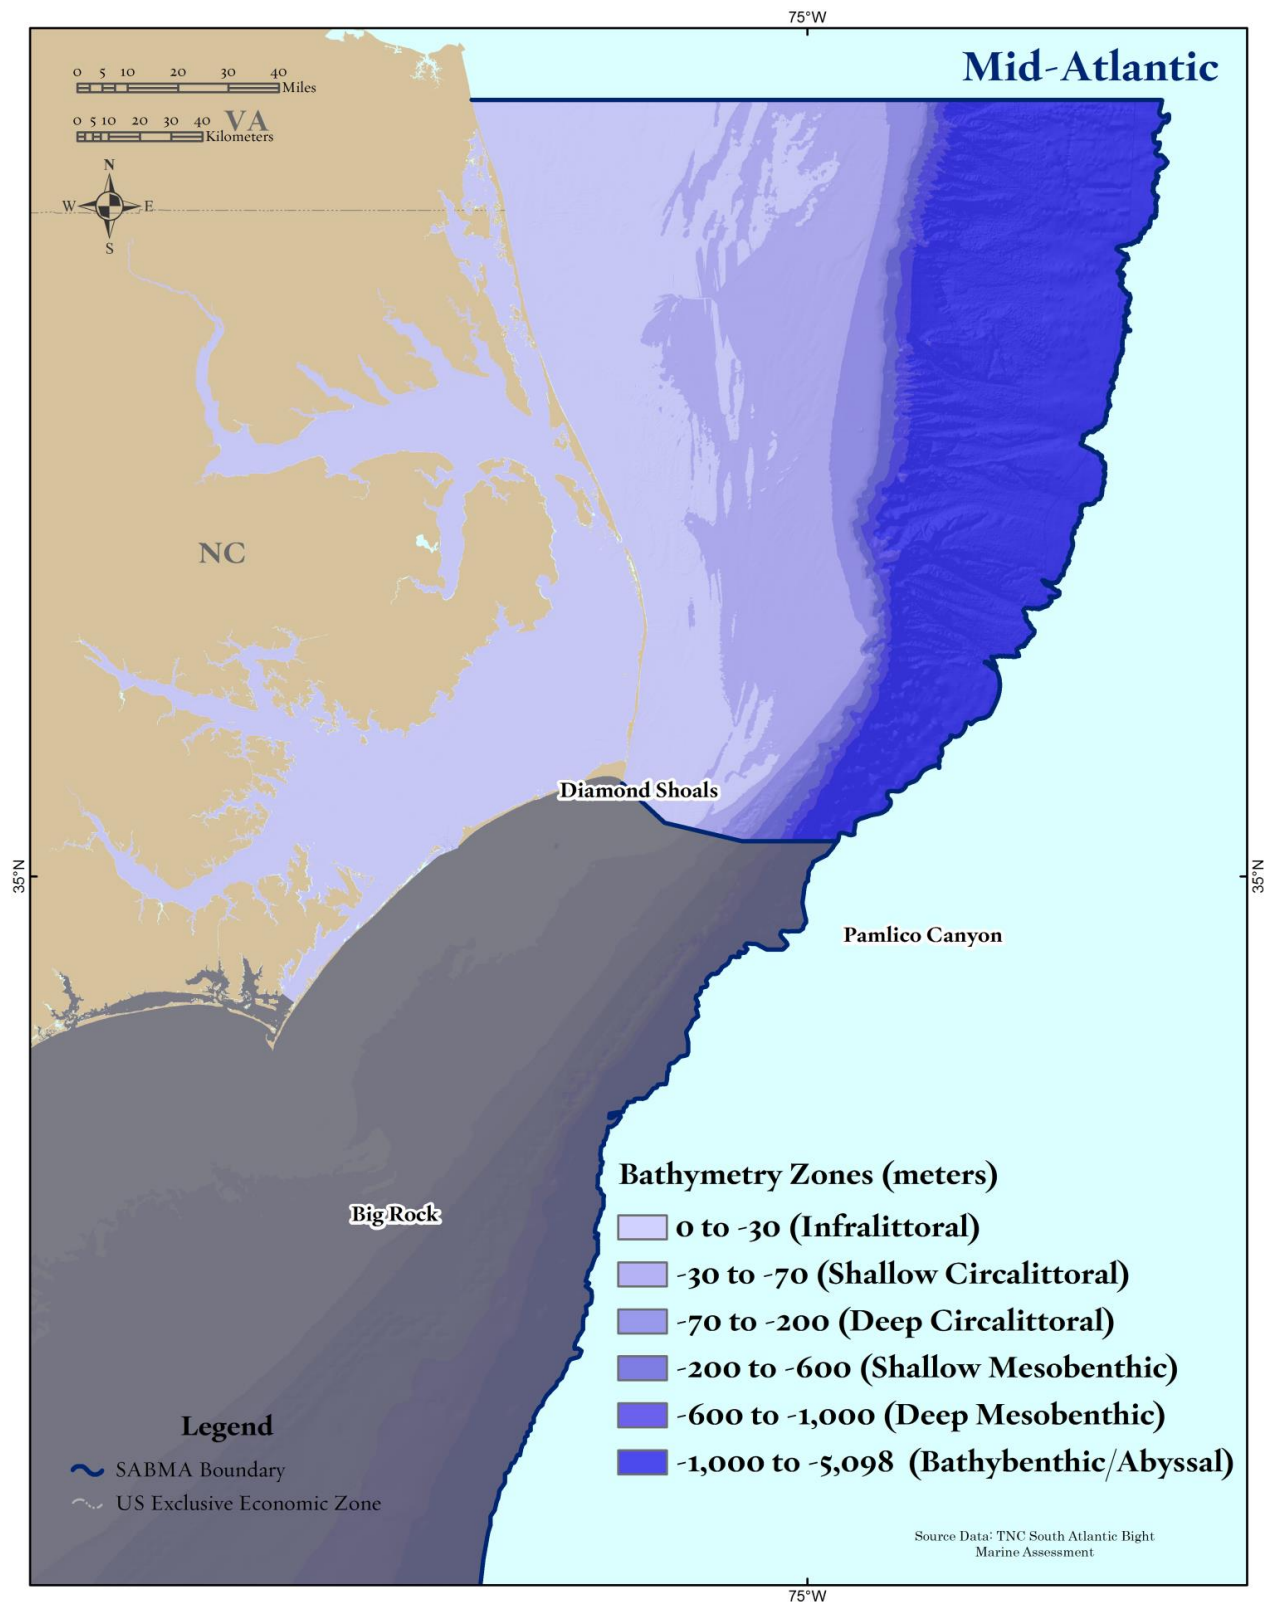 75°W
Mid-Atlantic
0 5 10 20 30 40
Miles
0 5 10 20 30 40
Kilometers
VA
N
W E
S
NC
Diamond Shoals
35°N
35°N
Pamlico Canyon
Big Rock
Bathymetry Zones (meters)
0 to -30 (Infralittoral)
-30 to -70 (Shallow Circalittoral)
-70 to -200 (Deep Circalittoral)
-200 to -600 (Shallow Mesobenthic)
-600 to -1,000 (Deep Mesobenthic)
-1,000 to -5,098 (Bathybenthic/Abyssal)
Legend
SABMA Boundary
US Exclusive Economic Zone
Source Data: TNC South Atlantic Bight
Marine Assessment
75°W